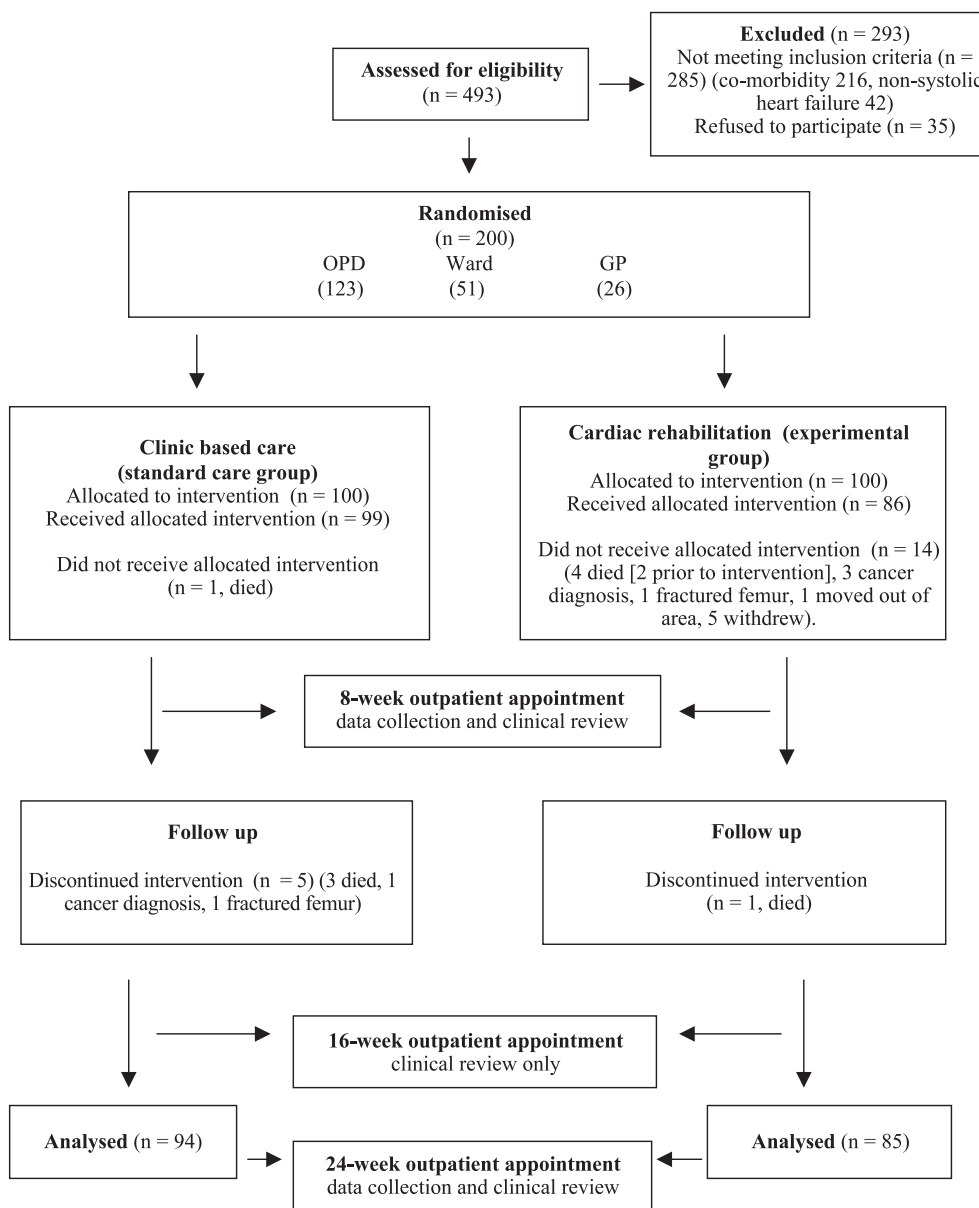 Assessed for eligibility
(n = 493)
Excluded (n = 293)
Not meeting inclusion criteria (n =
285) (co-morbidity 216, non-systolic
heart failure 42)
Refused to participate (n = 35)
Randomised
(n = 200)
OPD Ward GP
(123) (51) (26)
Clinic based care
(standard care group)
Allocated to intervention (n = 100)
Received allocated intervention (n = 99)
Did not receive allocated intervention
(n = 1, died)
Cardiac rehabilitation (experimental
group)
Allocated to intervention (n = 100)
Received allocated intervention (n = 86)
Did not receive allocated intervention (n = 14)
(4 died [2 prior to intervention], 3 cancer
diagnosis, 1 fractured femur, 1 moved out of
area, 5 withdrew).
8-week outpatient appointment
data collection and clinical review
Follow up
Discontinued intervention (n = 5) (3 died, 1
cancer diagnosis, 1 fractured femur)
Follow up
Discontinued intervention
(n = 1, died)
16-week outpatient appointment
clinical review only
Analysed (n = 94)
Analysed (n = 85)
24-week outpatient appointment
data collection and clinical review